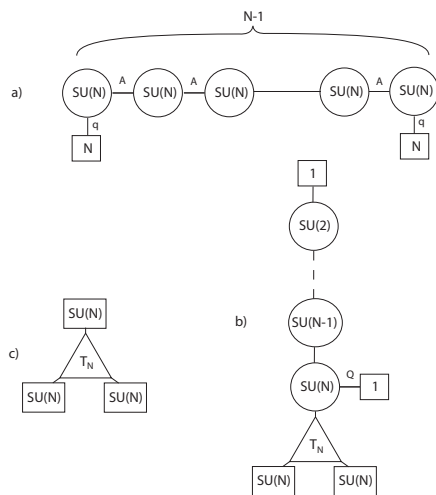 N-1
a)
SU(N) A SU(N) A SU(N) SU(N) A SU(N)
q q
N N
1
SU(2)
b)
SU(N-1)
SU(N) Q 1
T_N
SU(N) SU(N)
c)
SU(N)
T_N
SU(N) SU(N)